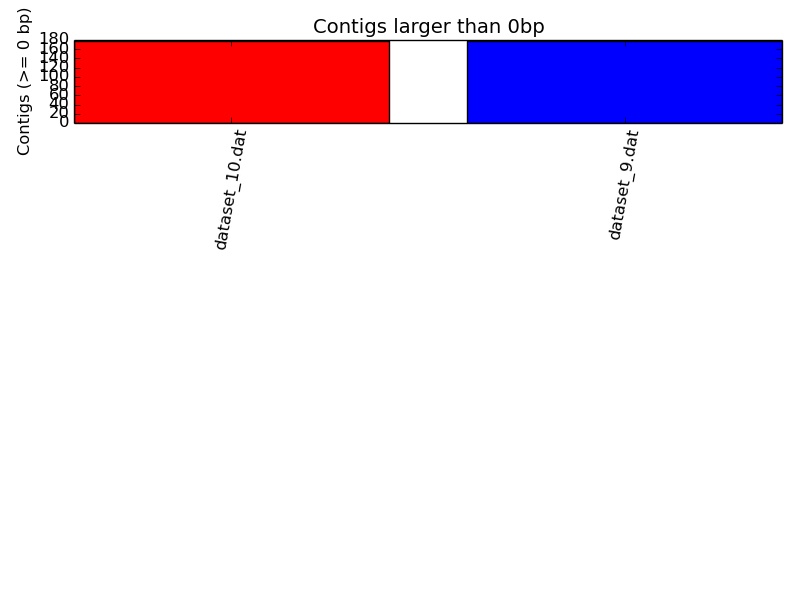 Contigs larger than 0bp
Contigs (>= 0 bp)
180
160
140
120
100
80
60
40
20
0
dataset_10.dat
dataset_9.dat